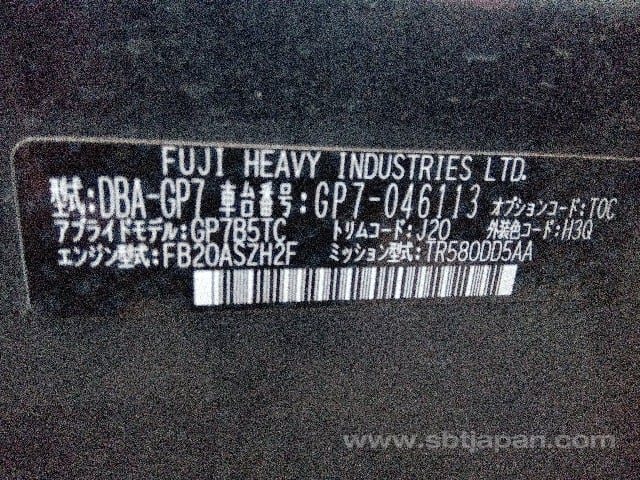 FUJI HEAVY INDUSTRIES LTD.
型式:DBA-GP7 車台番号:GP7-046113 オプションコード:TOC
アプライドモデル:GP7B5TC トリムコード:J20 外装色コード:H3Q
エンジン型式:FB20ASZH2F ミッション型式:TR580DD5AA
www.sbtjapan.com/